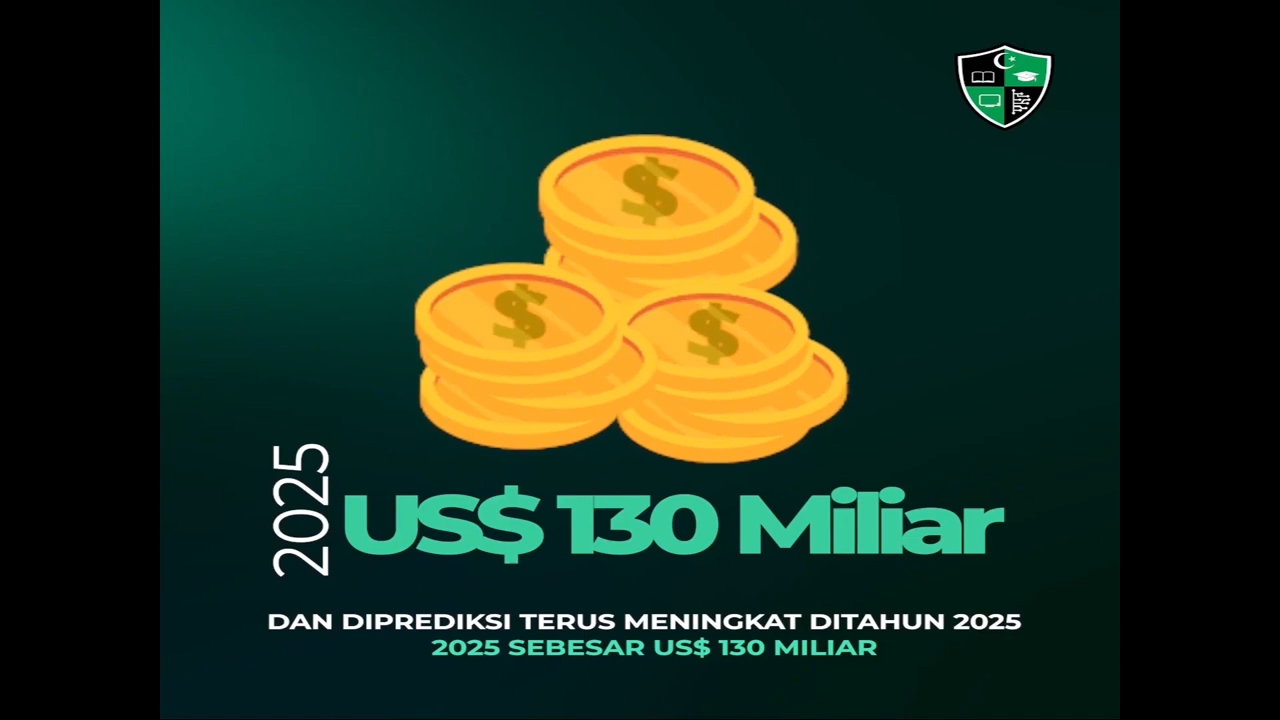 2025
US$ 130 Miliar
DAN DIPREDIKSI TERUS MENINGKAT DITAHUN 2025
2025 SEBESAR US$ 130 MILIAR